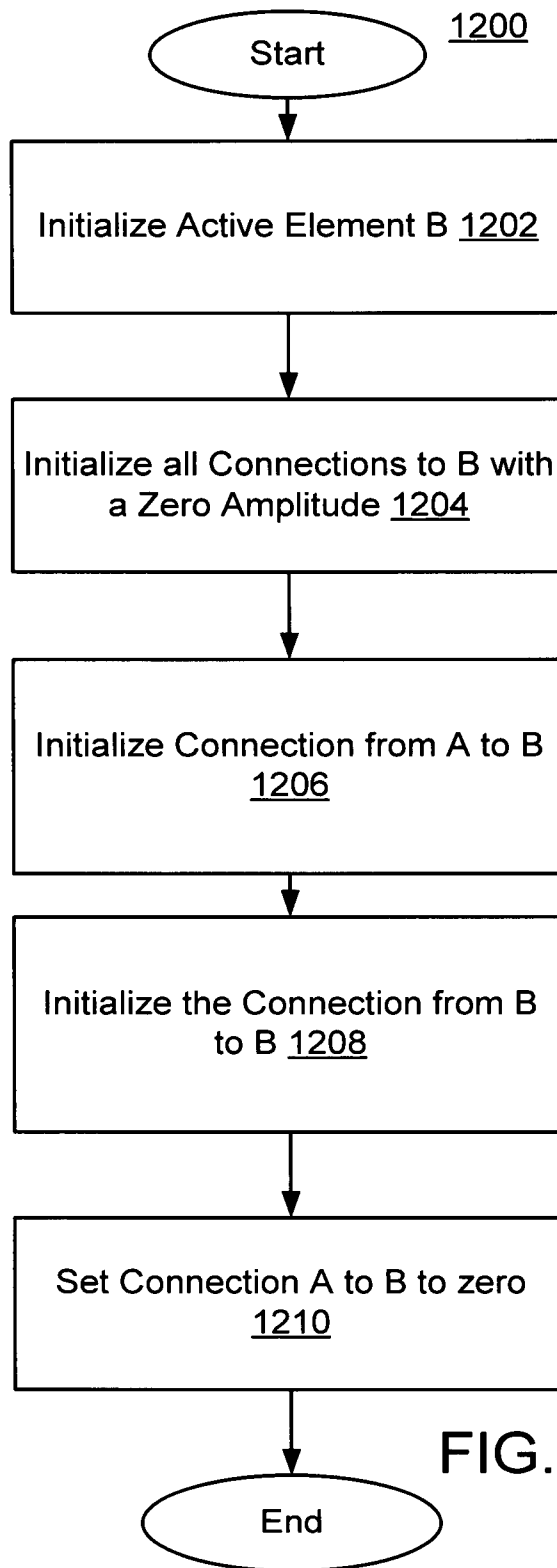 1200
Start
Initialize Active Element B 1202
Initialize all Connections to B with
a Zero Amplitude 1204
Initialize Connection from A to B
1206
Initialize the Connection from B
to B 1208
Set Connection A to B to zero
1210
FIG.
End